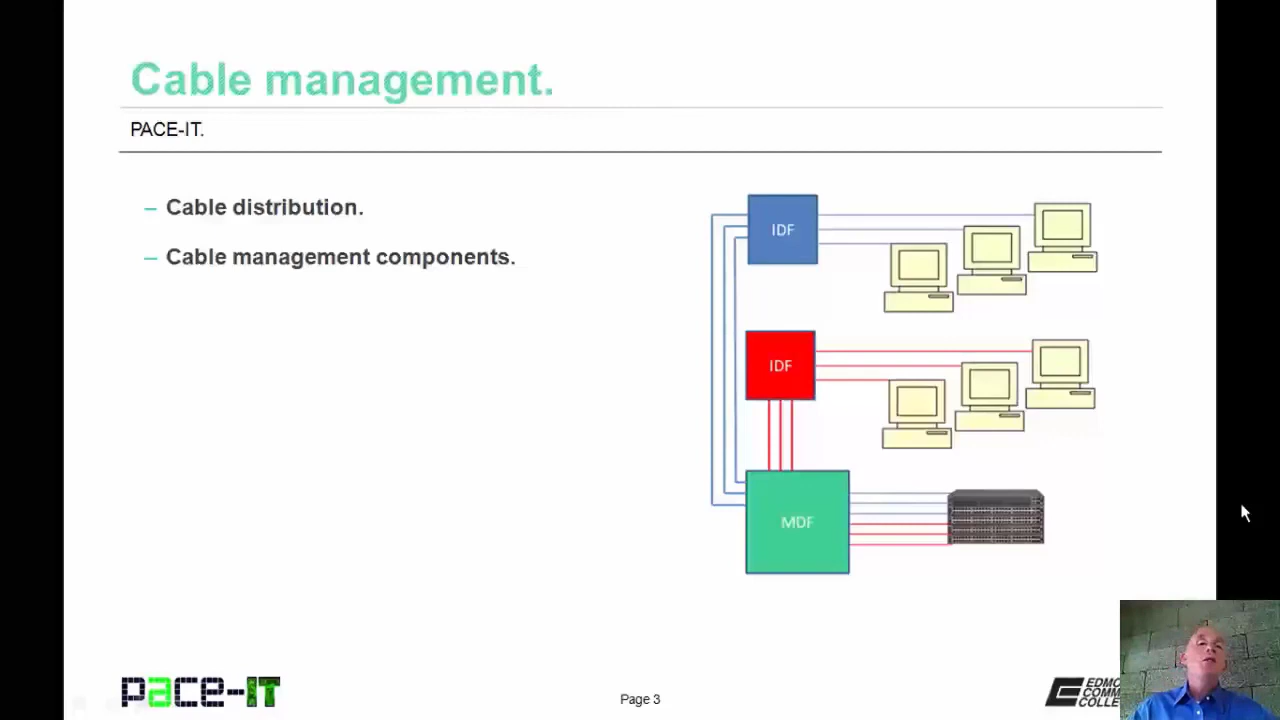 Cable management.
PACE-IT.
– Cable distribution.
– Cable management components.
IDF
IDF
MDF
pace-IT
Page 3